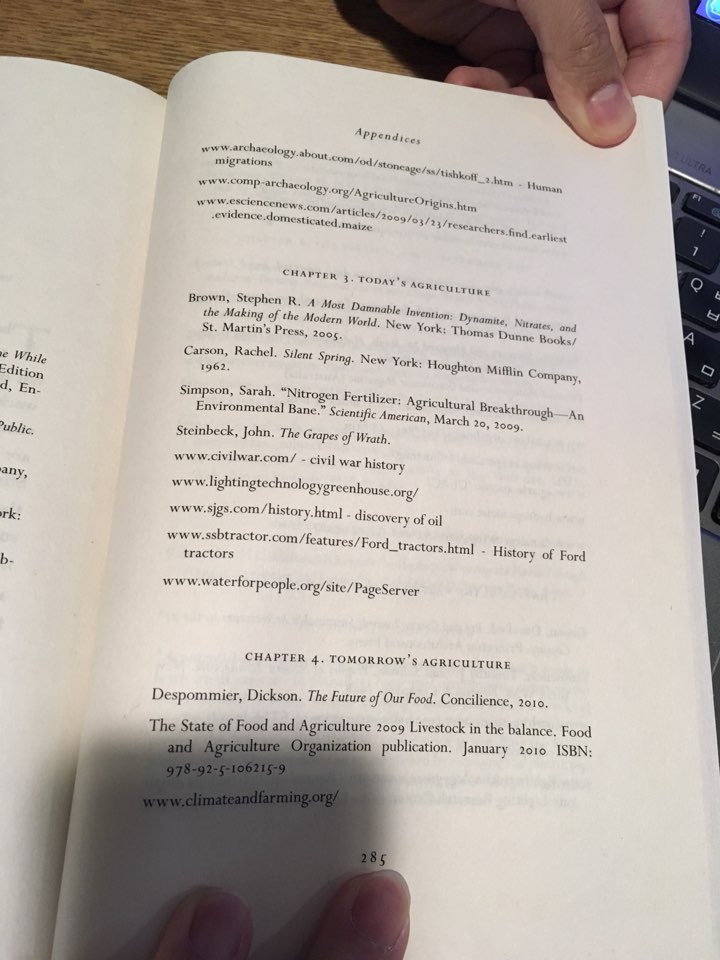 Appendices
www.archaeology.about.com/od/stoneage/ss/tishkoff_2.htm - Human
migrations
www.comp-archaeology.org/AgricultureOrigins.htm
www.esciencenews.com/articles/2009/03/23/researchers.find.earliest
.evidence.domesticated.maize
CHAPTER 3. TODAY'S AGRICULTURE
Brown, Stephen R. A Most Damnable Invention: Dynamite, Nitrates, and
the Making of the Modern World. New York: Thomas Dunne Books/
St. Martin's Press, 2005.
Carson, Rachel. Silent Spring. New York: Houghton Mifflin Company,
1962.
Simpson, Sarah. "Nitrogen Fertilizer: Agricultural Breakthrough—An
Environmental Bane." Scientific American, March 20, 2009.
Steinbeck, John. The Grapes of Wrath.
www.civilwar.com/ - civil war history
www.lightingtechnologygreenhouse.org/
www.sjgs.com/history.html - discovery of oil
www.ssbtractor.com/features/Ford_tractors.html - History of Ford
tractors
www.waterforpeople.org/site/PageServer
CHAPTER 4. TOMORROW'S AGRICULTURE
Despommier, Dickson. The Future of Our Food. Concilience, 2010.
The State of Food and Agriculture 2009 Livestock in the balance. Food
and Agriculture Organization publication. January 2010 ISBN:
978-92-5-106215-9
www.climateandfarming.org/
285
While
Edition
d, En-
Public.
pany,
ork:
b-
ULTRA
F1
!
1
Q
ㅂ
A
ㅁ
Z
ㅋ